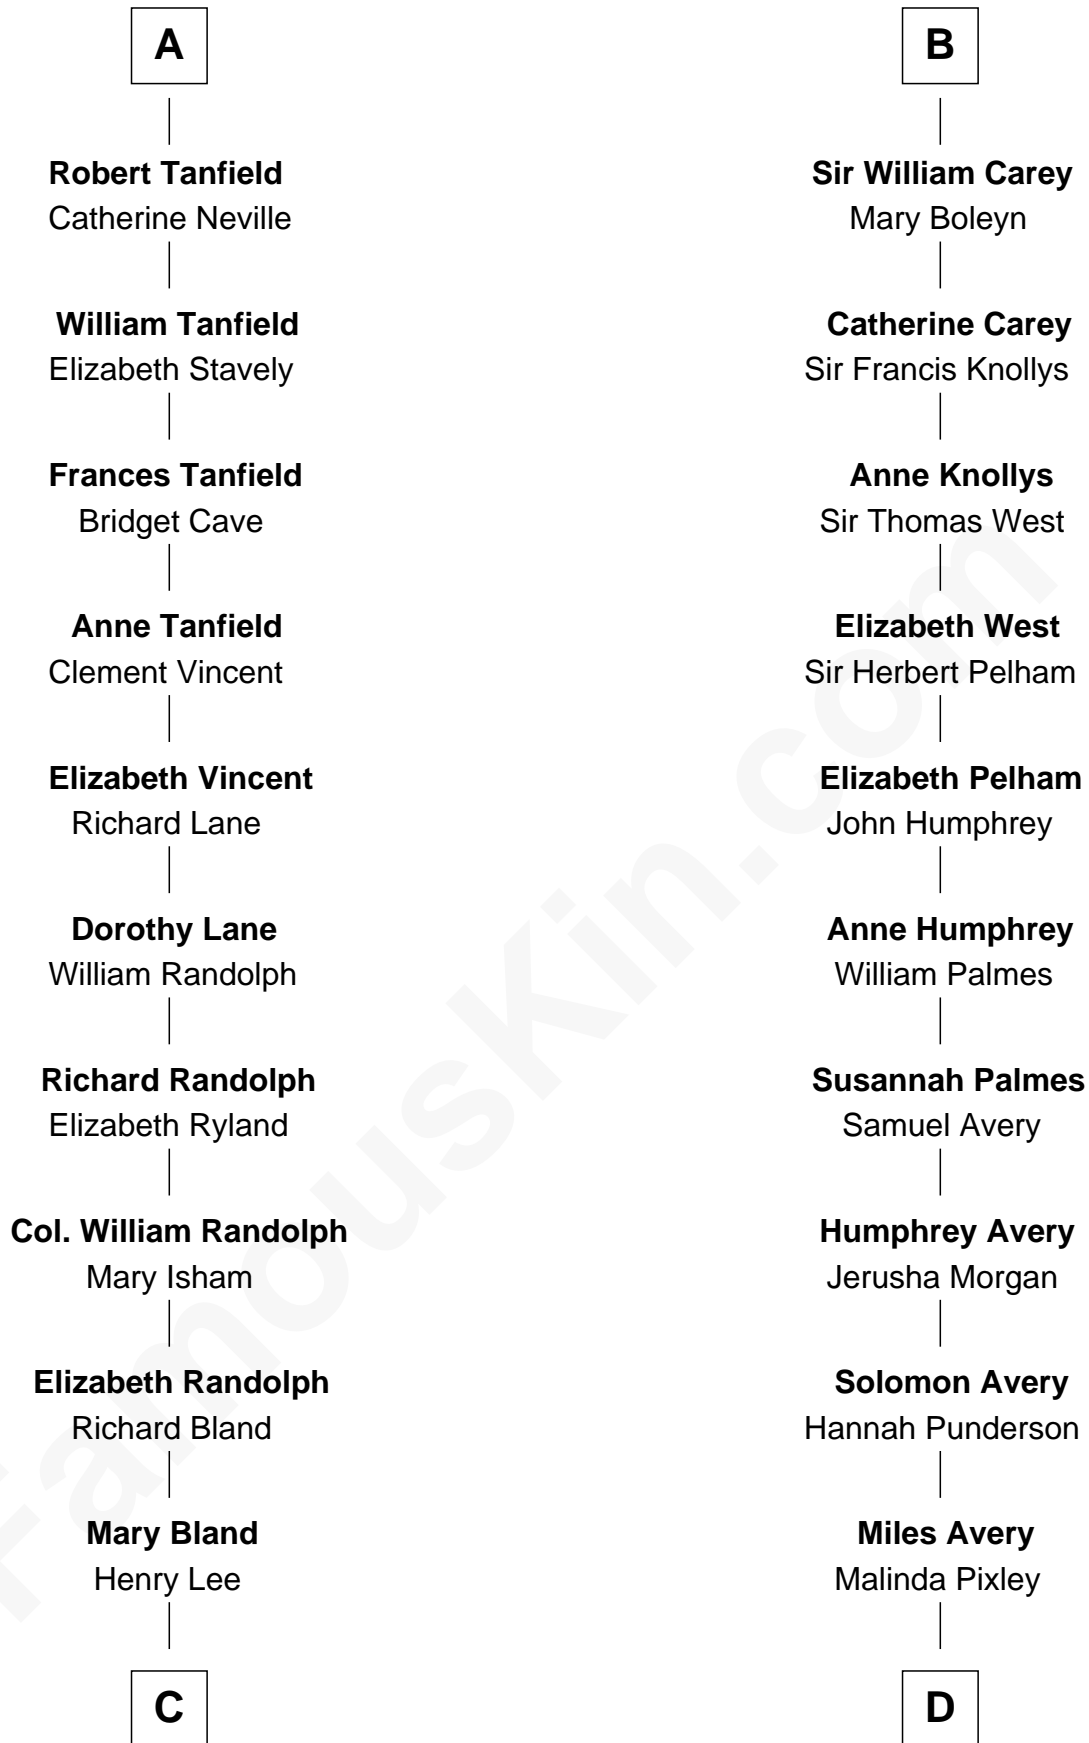 A
Robert Tanfield
Catherine Neville
William Tanfield
Elizabeth Stavely
Frances Tanfield
Bridget Cave
Anne Tanfield
Clement Vincent
Elizabeth Vincent
Richard Lane
Dorothy Lane
William Randolph
Richard Randolph
Elizabeth Ryland
Col. William Randolph
Mary Isham
Elizabeth Randolph
Richard Bland
Mary Bland
Henry Lee
C
B
Sir William Carey
Mary Boleyn
Catherine Carey
Sir Francis Knollys
Anne Knollys
Sir Thomas West
Elizabeth West
Sir Herbert Pelham
Elizabeth Pelham
John Humphrey
Anne Humphrey
William Palmes
Susannah Palmes
Samuel Avery
Humphrey Avery
Jerusha Morgan
Solomon Avery
Hannah Punderson
Miles Avery
Malinda Pixley
D
FamousKin.com